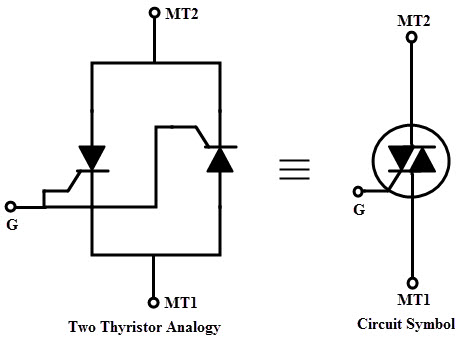 MT2
MT2
G
G
MT1
MT1
Two Thyristor Analogy
Circuit Symbol